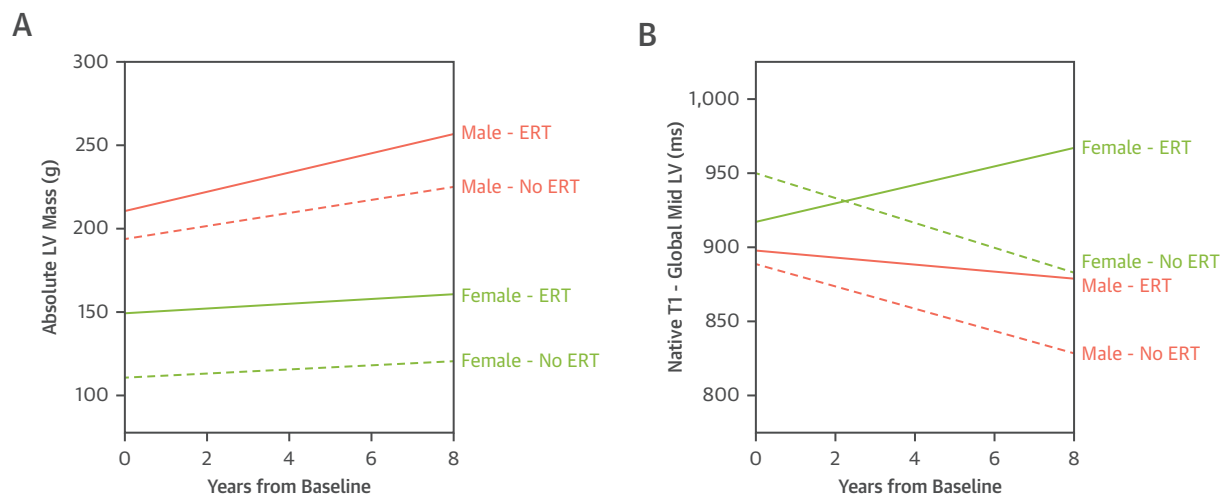 A
300
250
200
150
100
Absolute LV Mass (g)
0
2
4
6
8
Years from Baseline
Male - ERT
Male - No ERT
Female - ERT
Female - No ERT
B
1,000
950
900
850
800
Native T1 - Global Mid LV (ms)
0
2
4
6
8
Years from Baseline
Female - ERT
Female - No ERT
Male - ERT
Male - No ERT